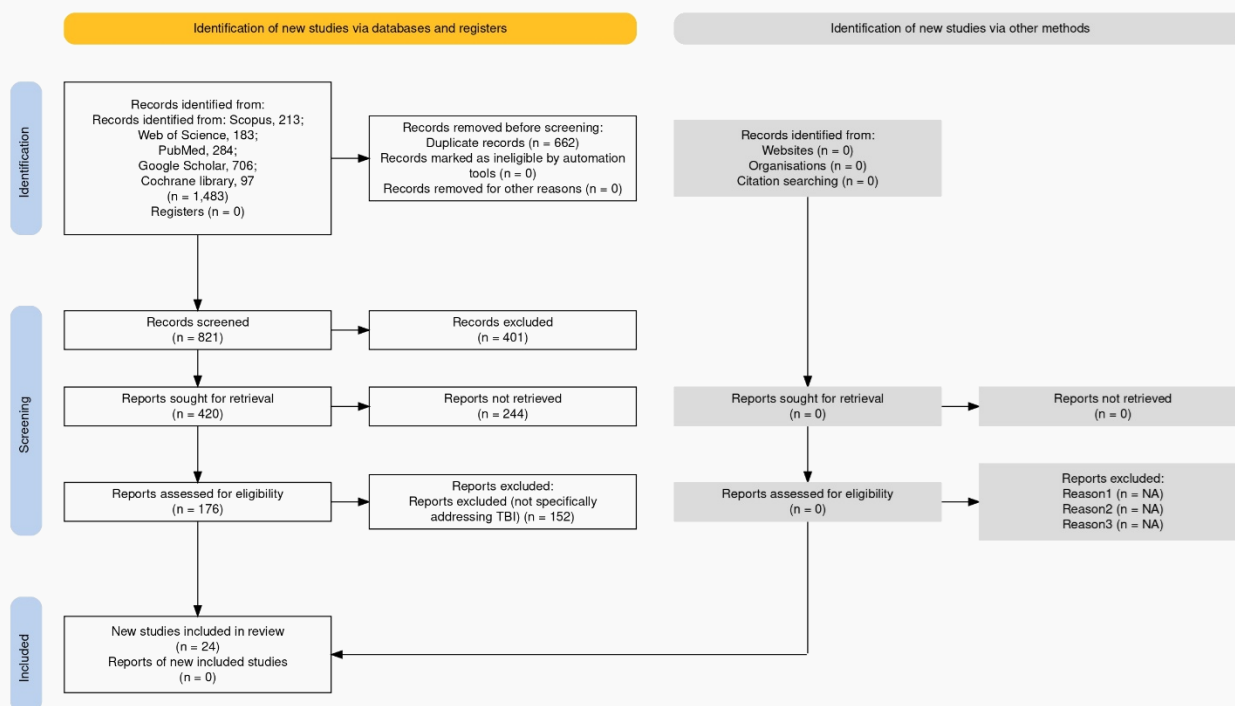 Identification of new studies via databases and registers
Identification of new studies via other methods
Identification
Records identified from:
Records identified from: Scopus, 213;
Web of Science, 183;
PubMed, 284;
Google Scholar, 706;
Cochrane library, 97
(n = 1,483)
Registers (n = 0)
Records removed before screening:
Duplicate records (n = 662)
Records marked as ineligible by automation
tools (n = 0)
Records removed for other reasons (n = 0)
Records identified from:
Websites (n = 0)
Organisations (n = 0)
Citation searching (n = 0)
Screening
Records screened
(n = 821)
Records excluded
(n = 401)
Reports sought for retrieval
(n = 420)
Reports not retrieved
(n = 244)
Reports sought for retrieval
(n = 0)
Reports not retrieved
(n = 0)
Reports assessed for eligibility
(n = 176)
Reports excluded:
Reports excluded (not specifically
addressing TBI) (n = 152)
Reports assessed for eligibility
(n = 0)
Reports excluded:
Reason1 (n = NA)
Reason2 (n = NA)
Reason3 (n = NA)
Included
New studies included in review
(n = 24)
Reports of new included studies
(n = 0)